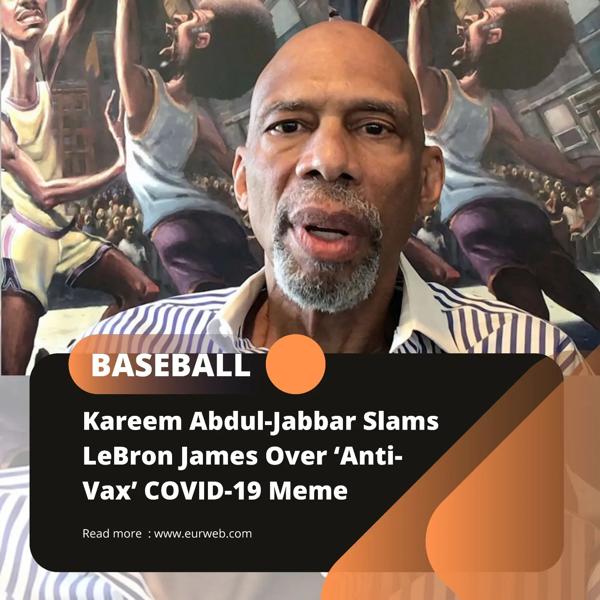 BASEBALL
Kareem Abdul-Jabbar Slams
LeBron James Over ‘Anti-
Vax’ COVID-19 Meme
Read more : www.eurweb.com